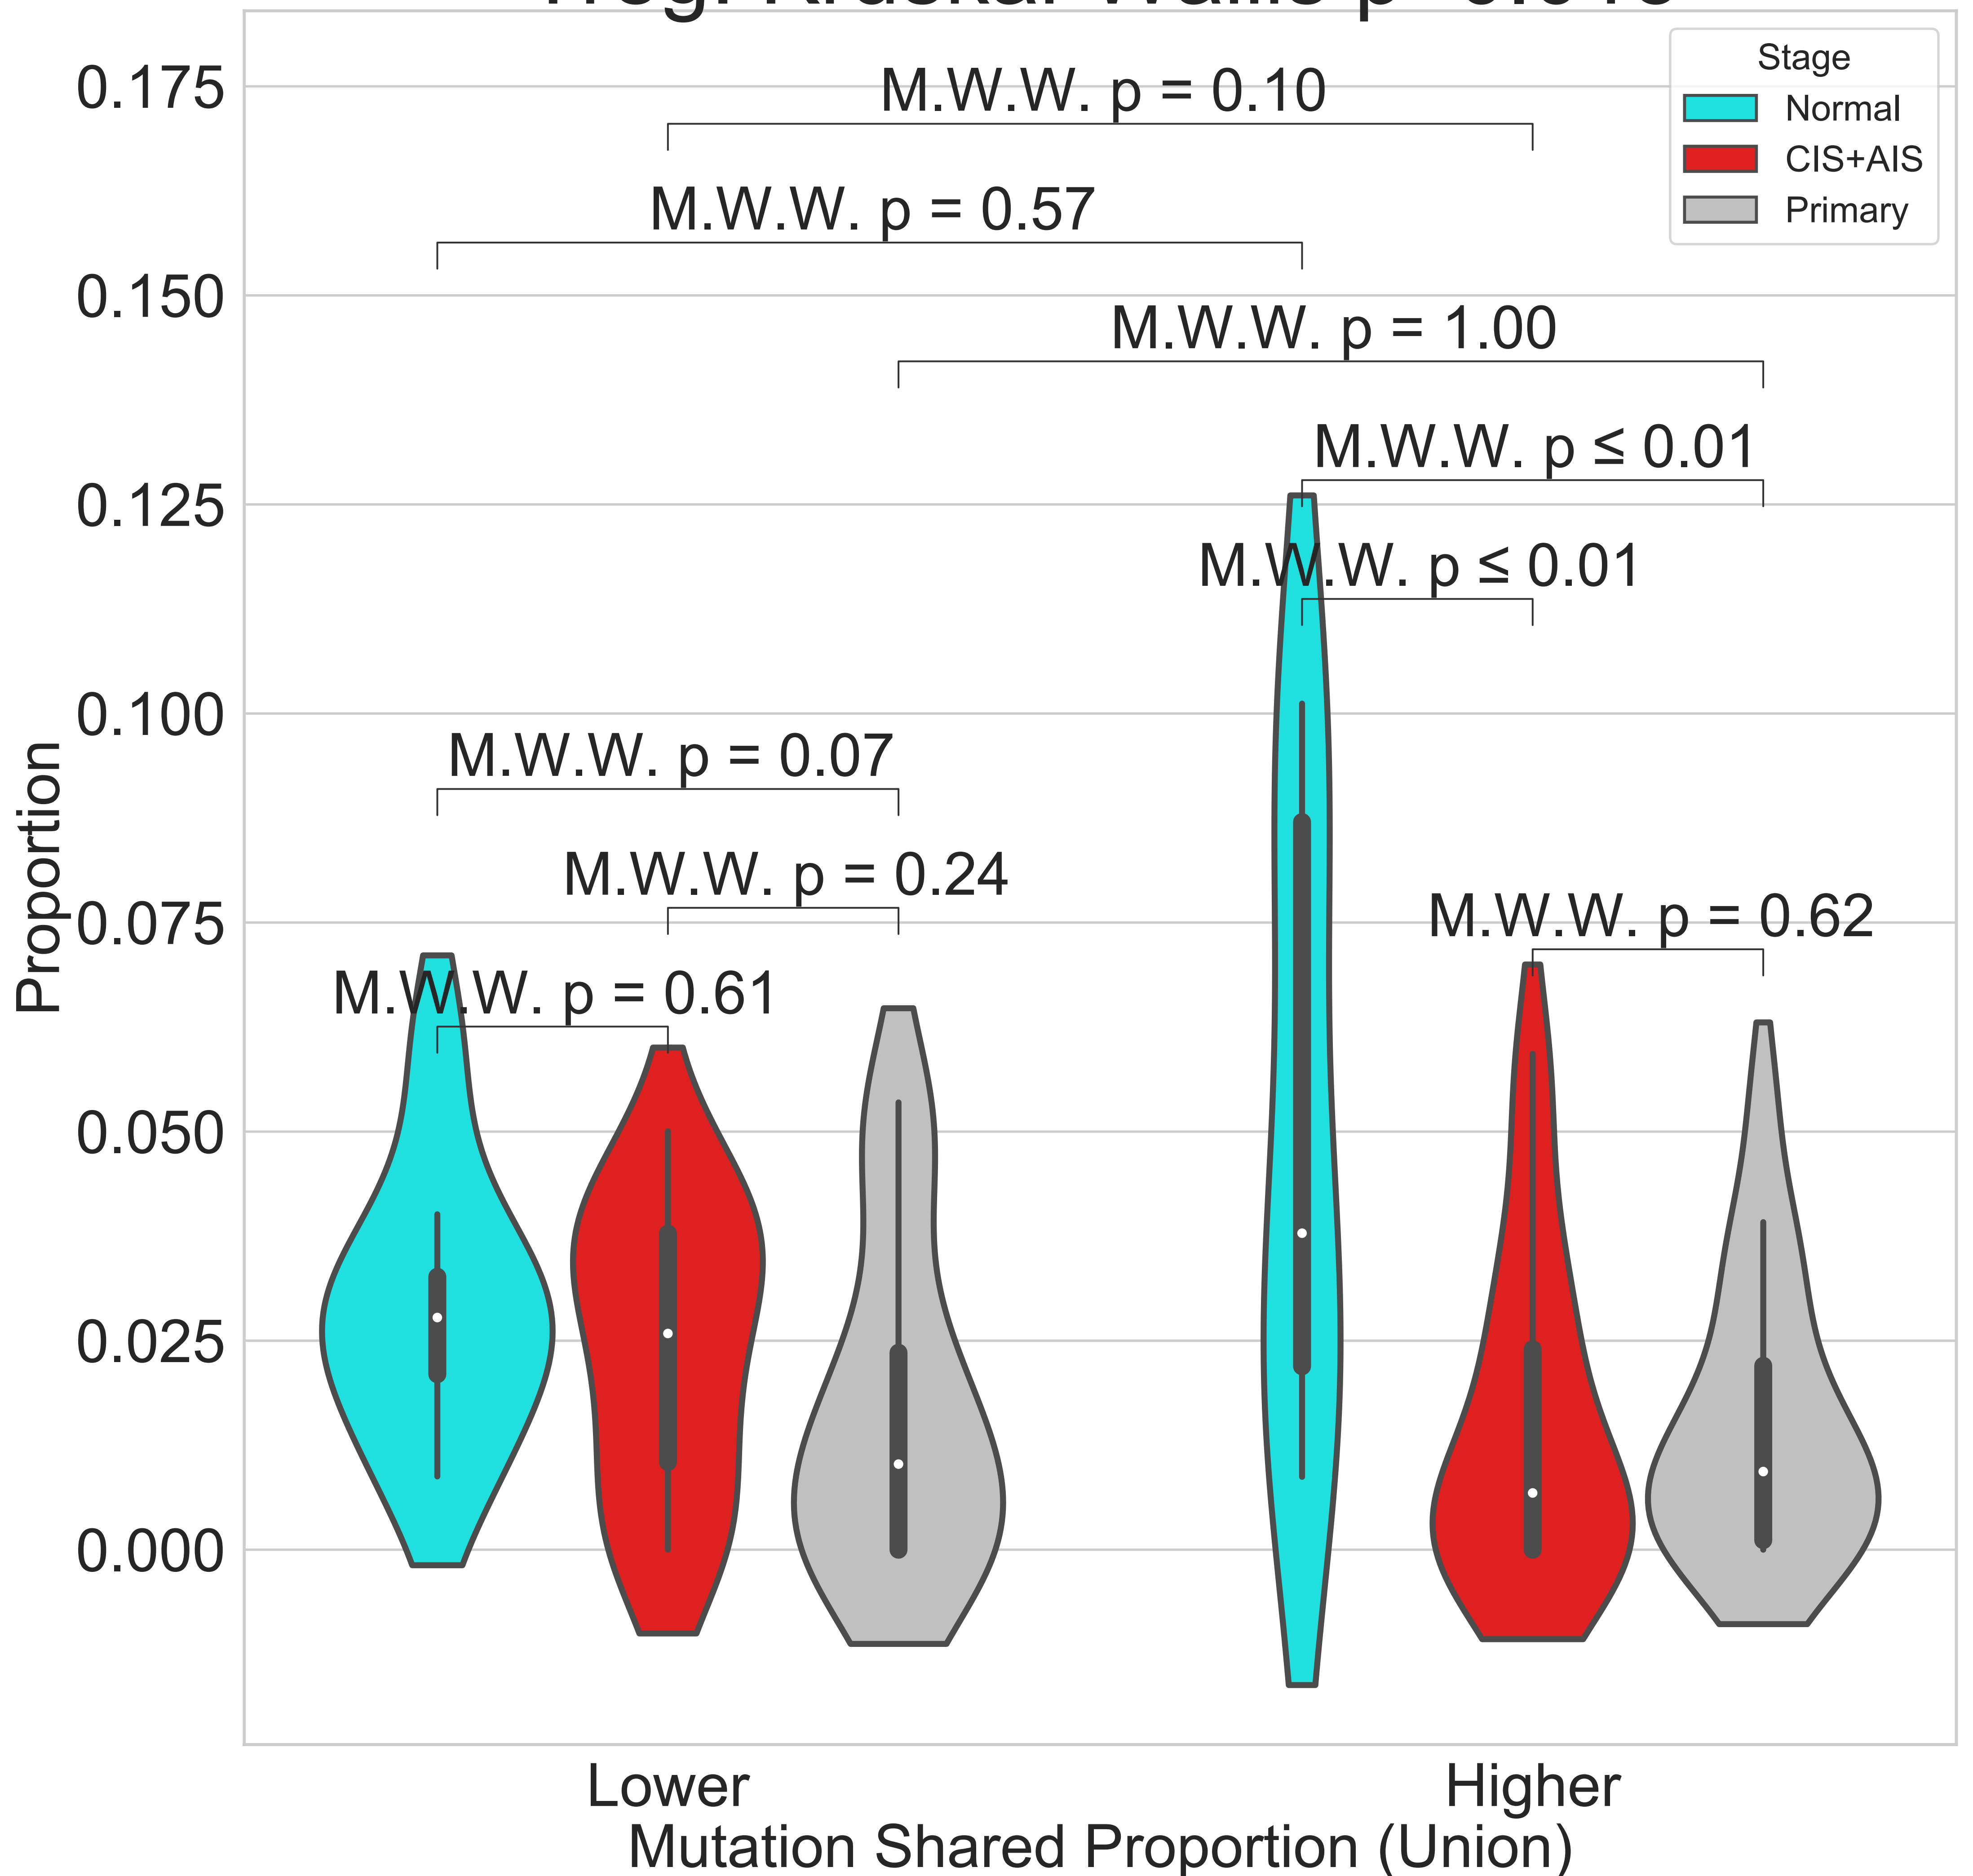 0.175
0.150
0.125
0.100
0.075
0.050
0.025
0.000
Proportion
Stage
Normal
CIS+AIS
Primary
M.W.W. p = 0.10
M.W.W. p = 0.57
M.W.W. p = 1.00
M.W.W. p ≤ 0.01
M.W.W. p ≤ 0.01
M.W.W. p = 0.07
M.W.W. p = 0.24
M.W.W. p = 0.62
M.W.W. p = 0.61
Lower
Higher
Mutation Shared Proportion (Union)